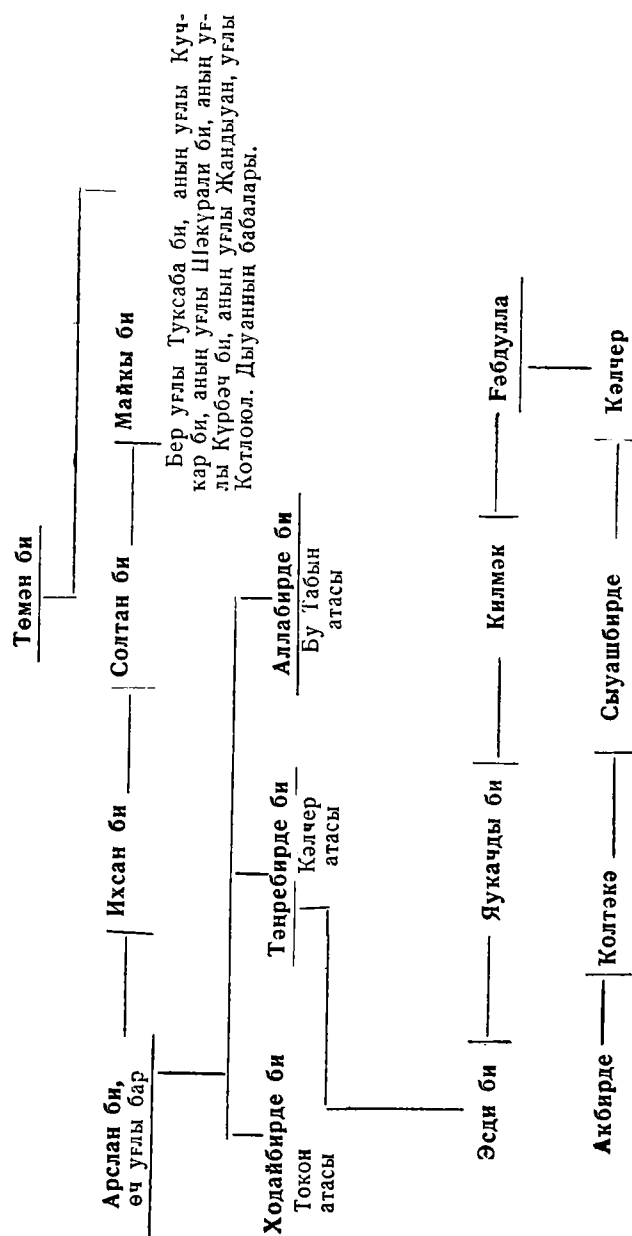 Төмән би
Арслан би,
өч уғлы бар
Ихсан би
Солтан би
Майкы би
Бер уғлы Туксаба би, аның уғлы Куч-
кар би, аның уғлы Шәкүрали би, аның уғ-
лы Күрбәч би, аның уғлы Җандыуан, уғлы
Котлоюл. Дыуанның бабалары.
Ходайбирде би
Токон
атасы
Тәңребирде би
Кәлчер
атасы
Аллабирде би
Бу Табын
атасы
Әсди би
Яукачды би
Килмәк
Ғәбдулла
Акбирде
Колтәкә
Сыуашбирде
Кәлчер